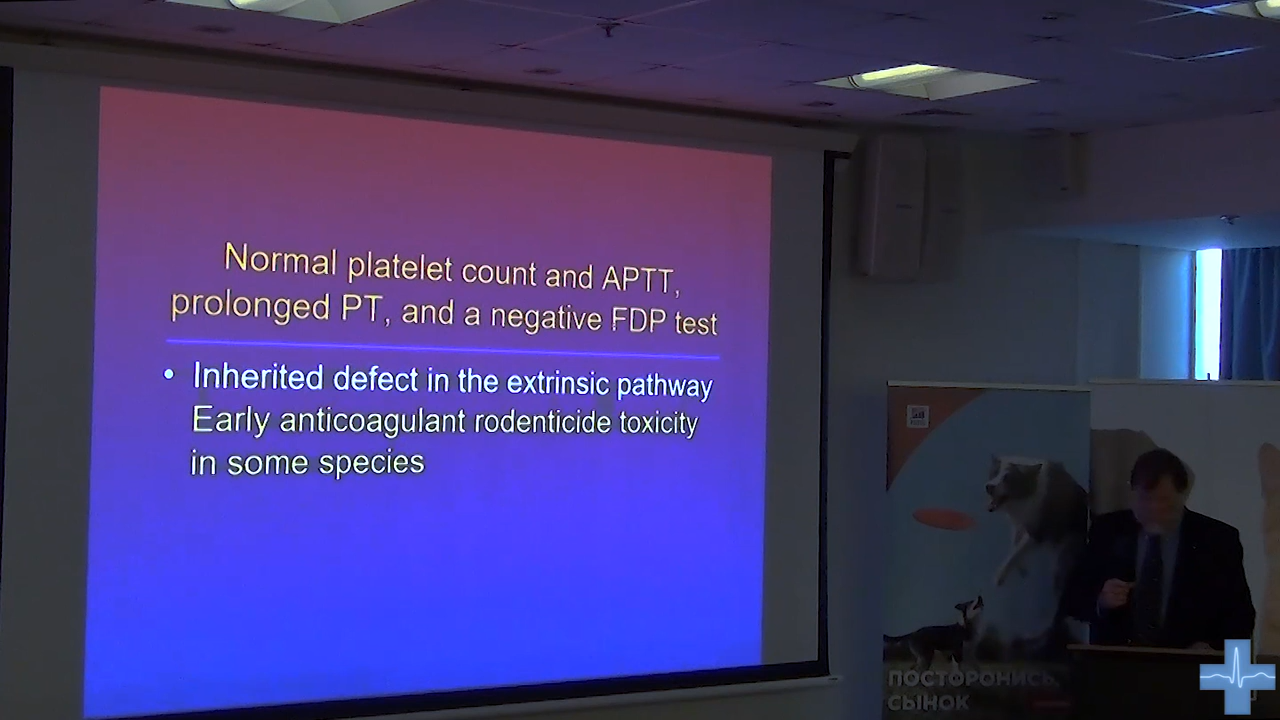 Normal platelet count and APTT,
prolonged PT, and a negative FDP test
• Inherited defect in the extrinsic pathway
Early anticoagulant rodenticide toxicity
in some species
ПОСТОРОНИСЬ,
СЫНОК